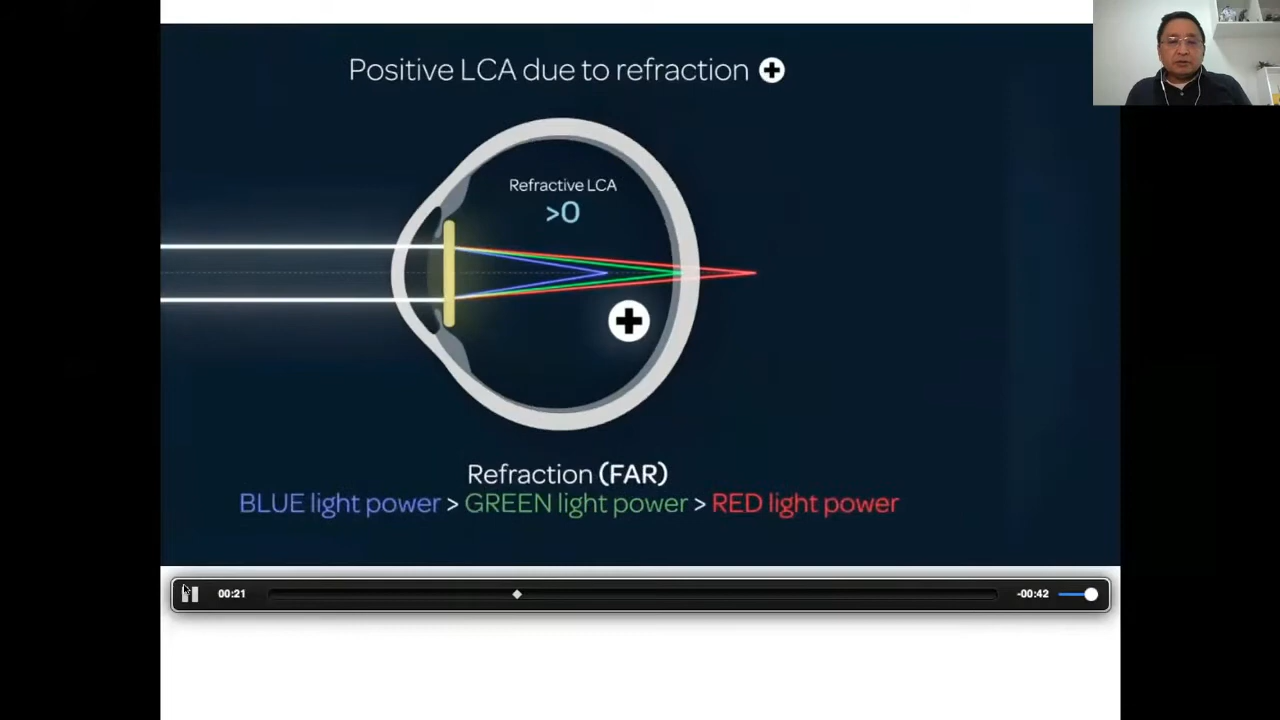 Positive LCA due to refraction +
Refractive LCA
>0
+
Refraction (FAR)
BLUE light power > GREEN light power > RED light power
00:21
-00:42